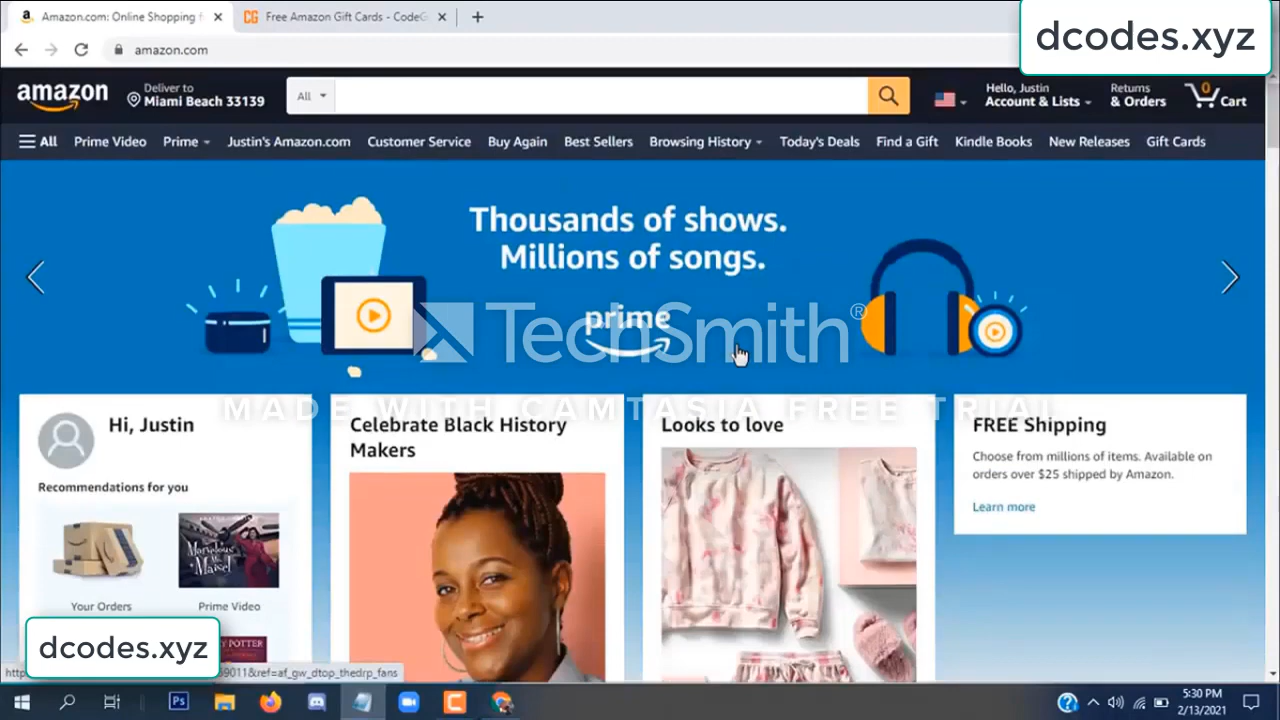 Amazon.com: Online Shopping f
Free Amazon Gift Cards - CodeG
dcodes.xyz
amazon.com
amazon
Deliver to
Miami Beach 33139
All
Hello, Justin
Account & Lists
Returns
& Orders
0
Cart
All
Prime Video
Prime
Justin's Amazon.com
Customer Service
Buy Again
Best Sellers
Browsing History
Today's Deals
Find a Gift
Kindle Books
New Releases
Gift Cards
Thousands of shows.
Millions of songs.
prime
TechSmith®
MADE WITH CAMTASIA FREE TRIAL
Hi, Justin
Recommendations for you
Your Orders
Prime Video
Celebrate Black History
Makers
Looks to love
FREE Shipping
Choose from millions of items. Available on
orders over $25 shipped by Amazon.
Learn more
dcodes.xyz
9011&ref=af_gw_dtop_thedrp_fans
Ps
5:30 PM
2/13/2021